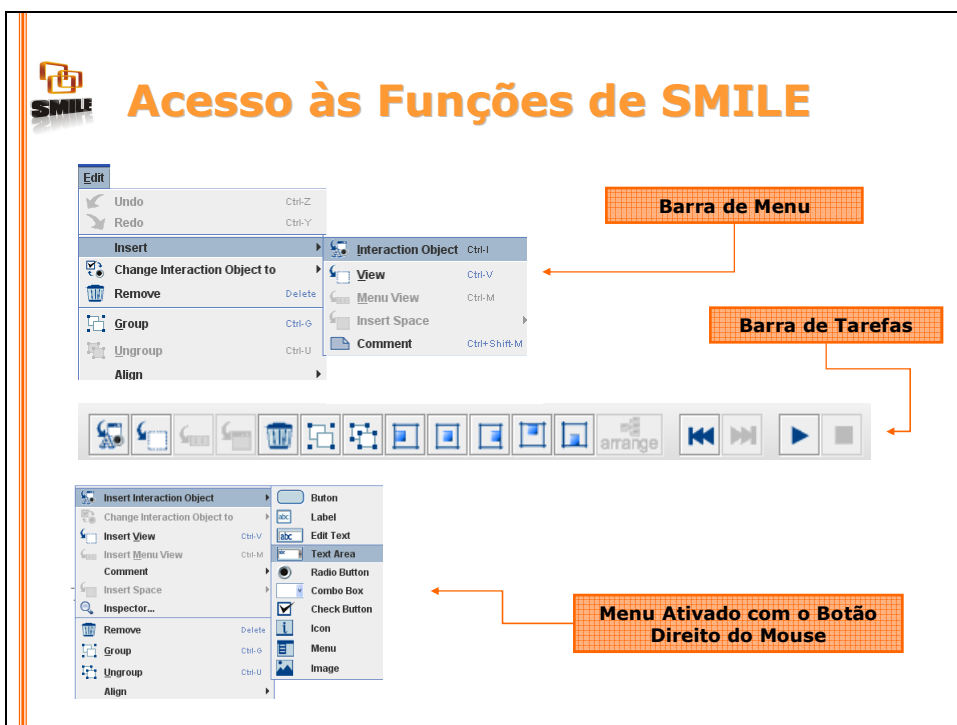 SMILE
Acesso às Funções de SMILE
Edit
Undo Ctrl-Z
Redo Ctrl-Y
Insert
Change Interaction Object to
Remove Delete
Group Ctrl-G
Ungroup Ctrl-U
Align
Interaction Object Ctrl-I
View Ctrl-V
Menu View Ctrl-M
Insert Space
Comment Ctrl+Shift-M
Barra de Menu
Barra de Tarefas
arrange
Insert Interaction Object
Change Interaction Object to
Insert View Ctrl-V
Insert Menu View Ctrl-M
Comment
Insert Space
Inspector...
Remove Delete
Group Ctrl-G
Ungroup Ctrl-U
Align
Buton
abc Label
abc Edit Text
Text Area
Radio Button
Combo Box
Check Button
i Icon
Menu
Image
Menu Ativado com o Botão
Direito do Mouse